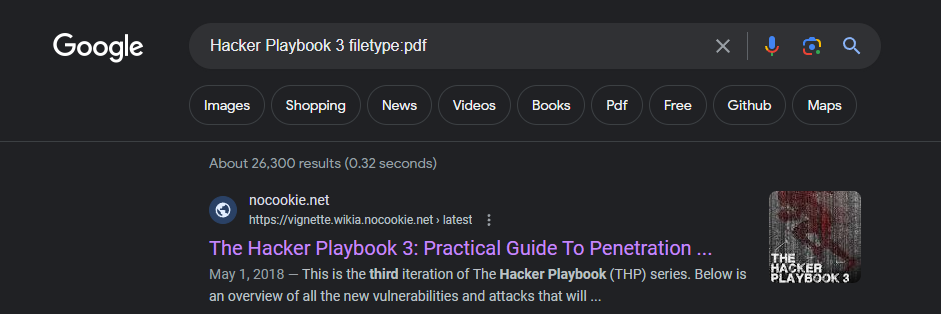 Google
Hacker Playbook 3 filetype:pdf
Images Shopping News Videos Books Pdf Free Github Maps
About 26,300 results (0.32 seconds)
nocookie.net
https://vignette.wikia.nocookie.net › latest
The Hacker Playbook 3: Practical Guide To Penetration ...
May 1, 2018 — This is the third iteration of The Hacker Playbook (THP) series. Below is
an overview of all the new vulnerabilities and attacks that will ...
THE
HACKER
PLAYBOOK 3